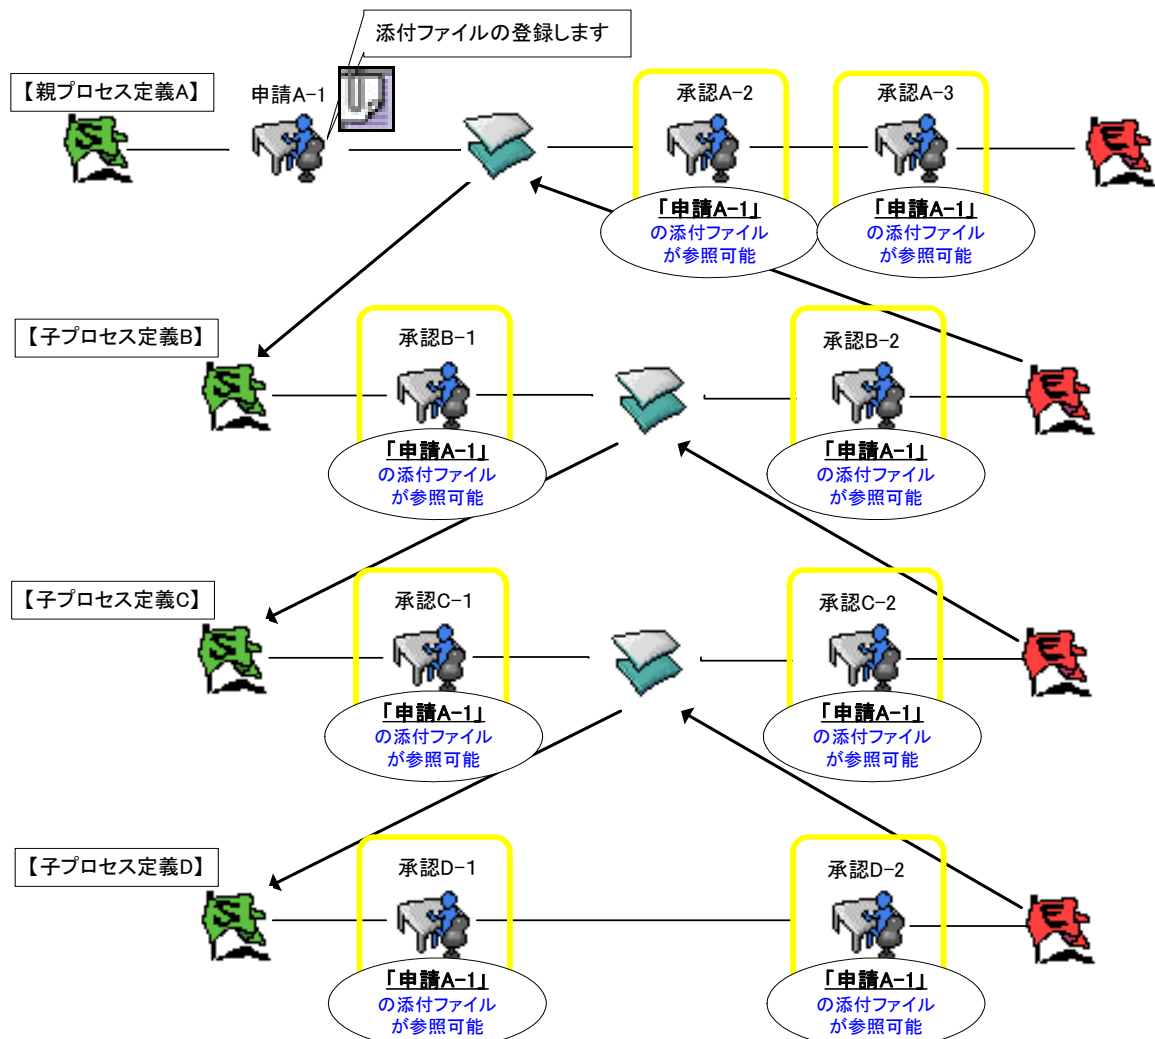 添付ファイルの登録します
【親プロセス定義A】
申請A-1
承認A-2
承認A-3
「申請A-1」
の添付ファイル
が参照可能
「申請A-1」
の添付ファイル
が参照可能
【子プロセス定義B】
承認B-1
承認B-2
「申請A-1」
の添付ファイル
が参照可能
「申請A-1」
の添付ファイル
が参照可能
【子プロセス定義C】
承認C-1
承認C-2
「申請A-1」
の添付ファイル
が参照可能
「申請A-1」
の添付ファイル
が参照可能
【子プロセス定義D】
承認D-1
承認D-2
「申請A-1」
の添付ファイル
が参照可能
「申請A-1」
の添付ファイル
が参照可能